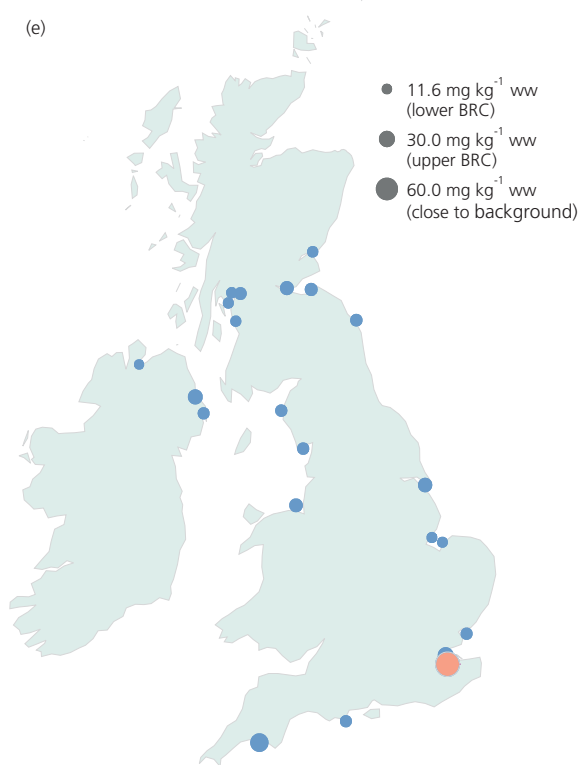 (e)
11.6 mg kg⁻¹ ww
(lower BRC)
30.0 mg kg⁻¹ ww
(upper BRC)
60.0 mg kg⁻¹ ww
(close to background)